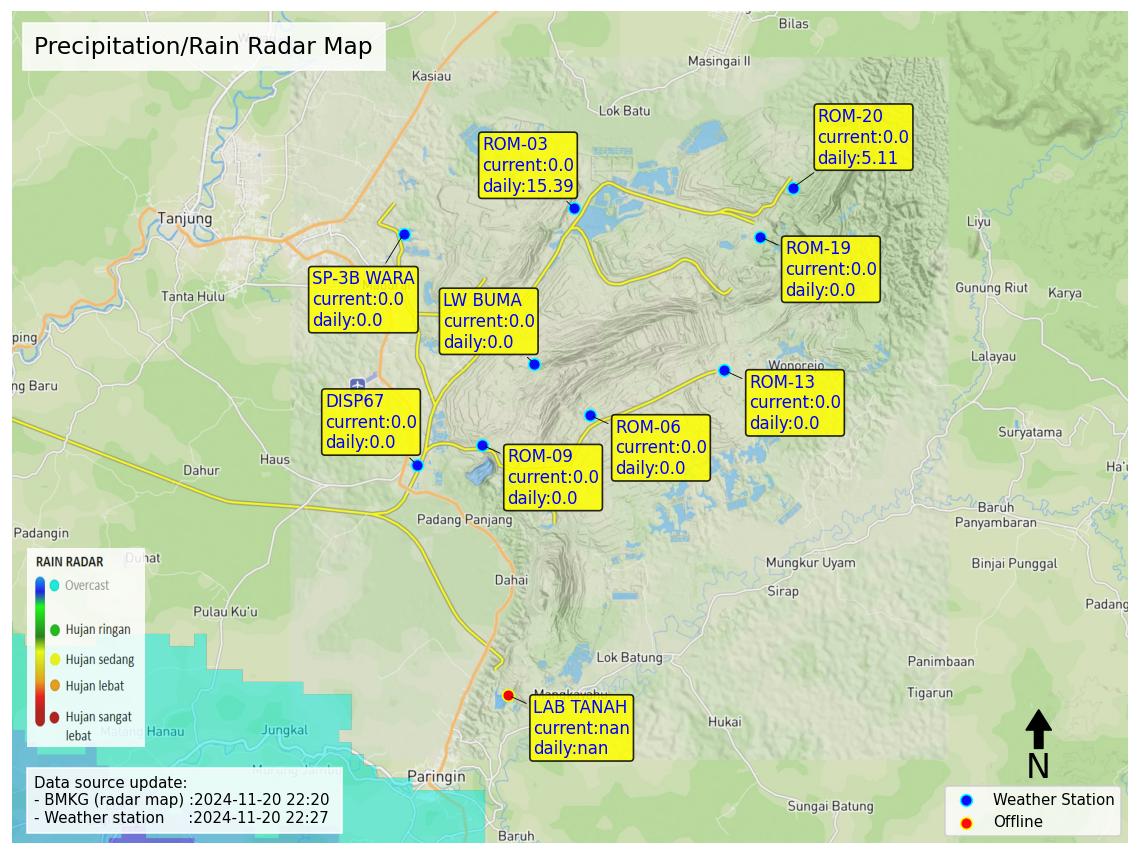 Precipitation/Rain Radar Map
Bilas
Masingai II
Kasiau
Lok Batu
ROM-20
current:0.0
daily:5.11
ROM-03
current:0.0
daily:15.39
Tanjung
Liyu
ROM-19
current:0.0
daily:0.0
SP-3B WARA
current:0.0
daily:0.0
LW BUMA
current:0.0
daily:0.0
Tanta Hulu
Gunung Riut
Karya
ping
Lalayau
Wonorejo
ng Baru
ROM-13
current:0.0
daily:0.0
DISP67
current:0.0
daily:0.0
ROM-06
current:0.0
daily:0.0
Suryatama
ROM-09
current:0.0
daily:0.0
Haus
Dahur
Ha'u
Baruh
Panyambaran
Padang Panjang
Padangin
Duhat
Mungkur Uyam
Binjai Punggal
Dahai
Sirap
Padang
Pulau Ku'u
RAIN RADAR
Overcast
Hujan ringan
Hujan sedang
Hujan lebat
Hujan sangat
lebat
Lok Batung
Panimbaan
Tigarun
Mangkayahu
LAB TANAH
current:nan
daily:nan
Hukai
Malang Hanau
Jungkal
Murung Jambu
Paringin
Data source update:
- BMKG (radar map) :2024-11-20 22:20
- Weather station :2024-11-20 22:27
N
Sungai Batung
Baruh
Weather Station
Offline